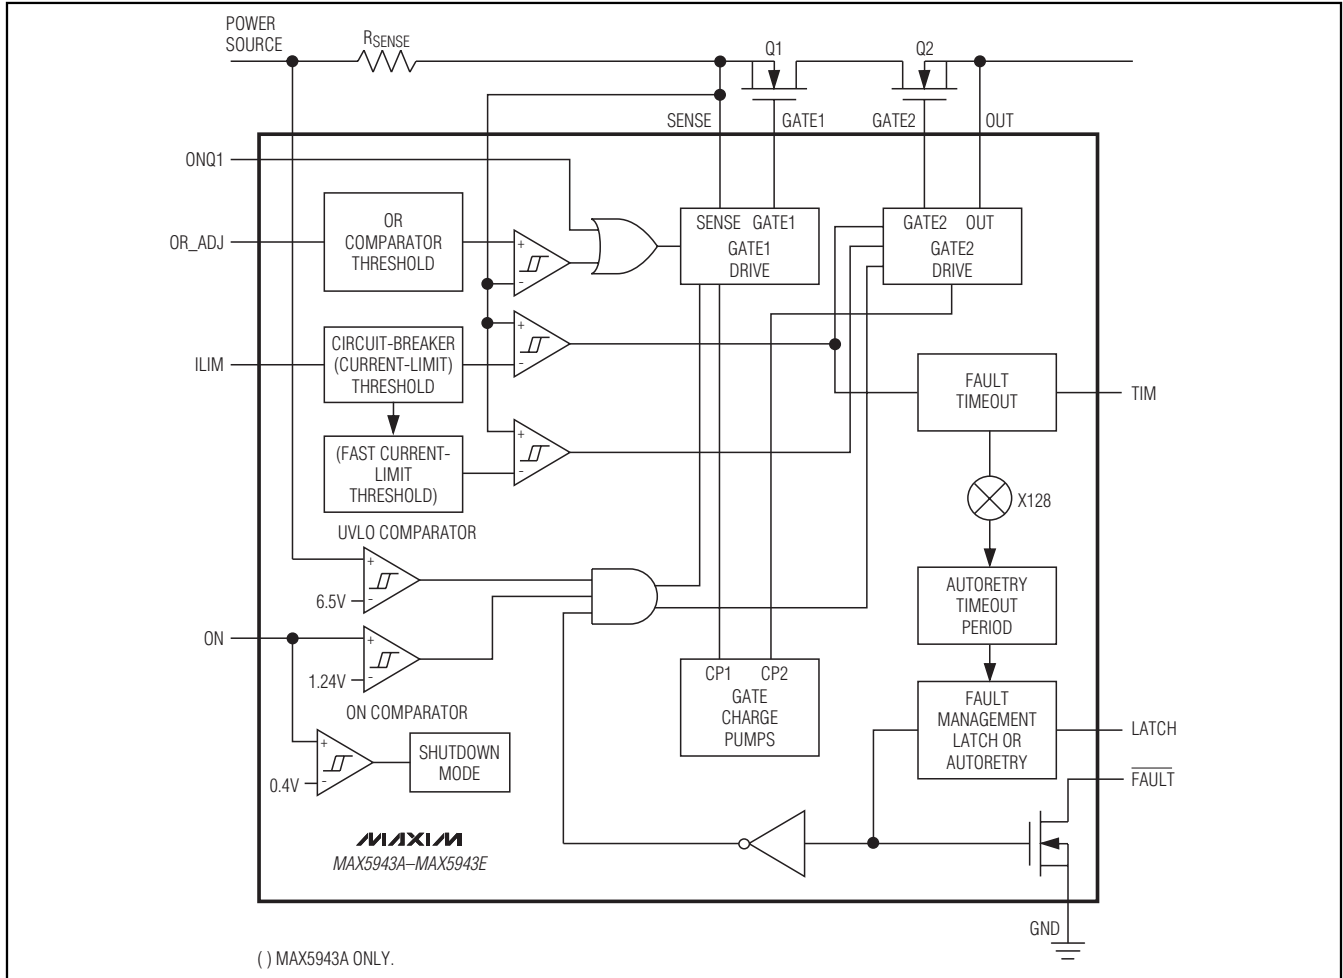 POWER
SOURCE
RSENSE
Q1
Q2
SENSE
GATE1
GATE2
OUT
ONQ1
OR_ADJ
OR
COMPARATOR
THRESHOLD
+
-
SENSE GATE1
GATE1
DRIVE
GATE2 OUT
GATE2
DRIVE
ILIM
CIRCUIT-BREAKER
(CURRENT-LIMIT)
THRESHOLD
+
-
FAULT
TIMEOUT
TIM
(FAST CURRENT-
LIMIT
THRESHOLD)
+
-
X128
UVLO COMPARATOR
+
-
6.5V
AUTORETRY
TIMEOUT
PERIOD
ON
+
-
1.24V
ON COMPARATOR
CP1 CP2
GATE
CHARGE
PUMPS
FAULT
MANAGEMENT
LATCH OR
AUTORETRY
LATCH
+
-
0.4V
SHUTDOWN
MODE
FAULT
MAXIM
MAX5943A–MAX5943E
GND
( ) MAX5943A ONLY.